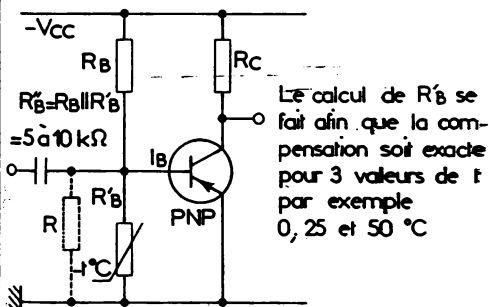 -VCC
RB
RC
R"B=RB||R'B
=5 à 10 kΩ
IB
R'B
R
-t°C
PNP
Le calcul de R'B se
fait afin que la com-
pensation soit exacte
pour 3 valeurs de t
par exemple
0, 25 et 50 °C